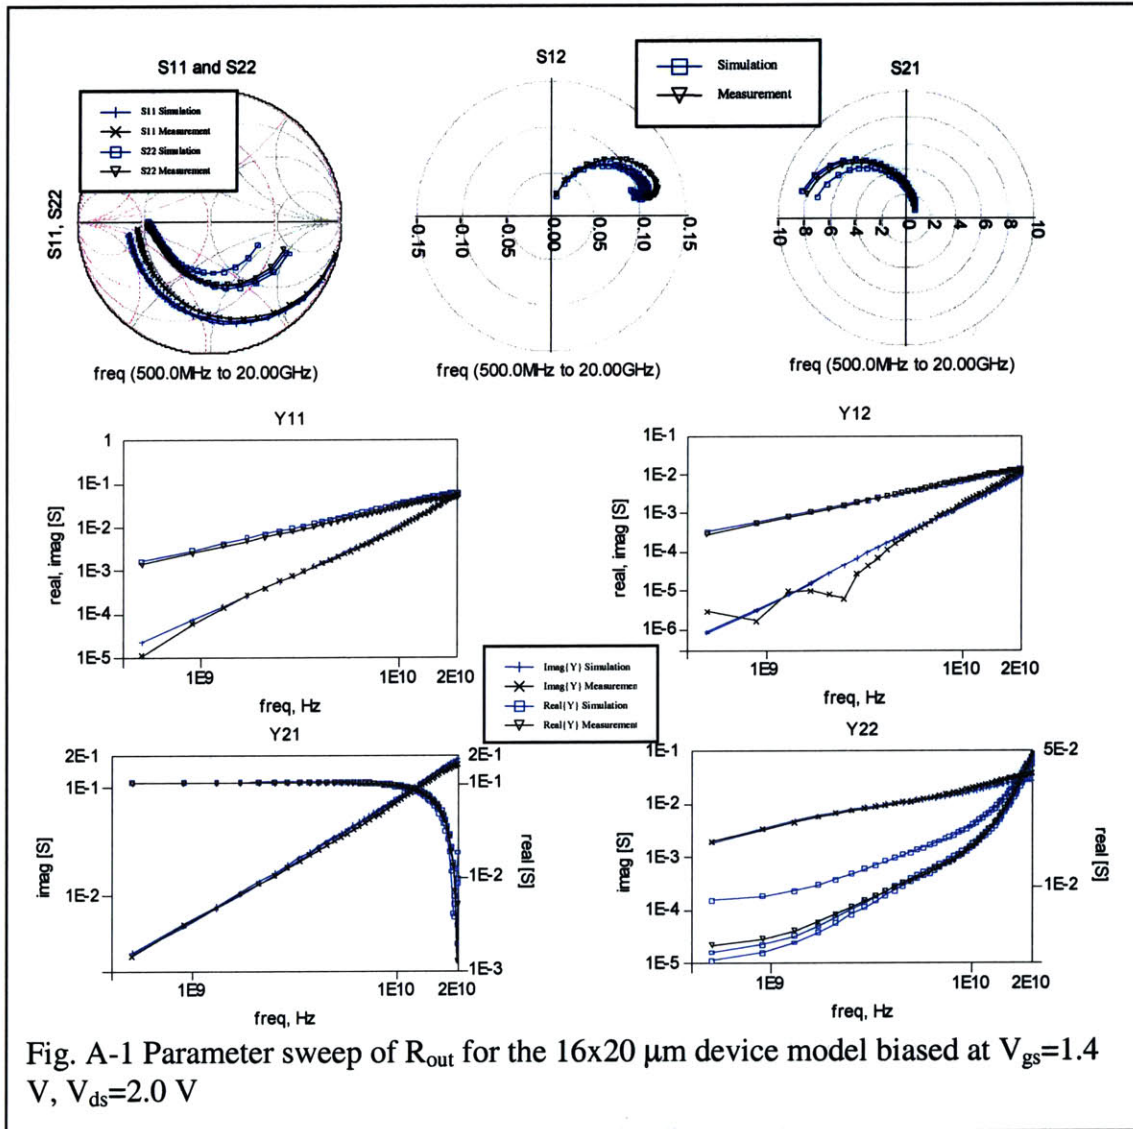 S11 and S22
S11 Simulation
S11 Measurement
S22 Simulation
S22 Measurement
S11, S22
freq (500.0MHz to 20.00GHz)
S12
-0.15
-0.10
-0.05
0.00
0.05
0.10
0.15
freq (500.0MHz to 20.00GHz)
Simulation
Measurement
S21
-10
-8
-6
-4
-2
0
2
4
6
8
10
freq (500.0MHz to 20.00GHz)
Y11
1
1E-1
1E-2
1E-3
1E-4
1E-5
real, imag [S]
1E9
1E10
2E10
freq, Hz
Y12
1E-1
1E-2
1E-3
1E-4
1E-5
1E-6
real, imag [S]
1E9
1E10
2E10
freq, Hz
Imag{Y} Simulation
Imag{Y} Measuremen
Real{Y} Simulation
Real{Y} Measurement
Y21
2E-1
1E-1
1E-2
imag [S]
2E-1
1E-1
1E-2
1E-3
real [S]
1E9
1E10
2E10
freq, Hz
Y22
1E-1
1E-2
1E-3
1E-4
1E-5
imag [S]
5E-2
1E-2
real [S]
1E9
1E10
2E10
freq, Hz
Fig. A-1 Parameter sweep of Rout for the 16x20 μm device model biased at Vgs=1.4
V, Vds=2.0 V